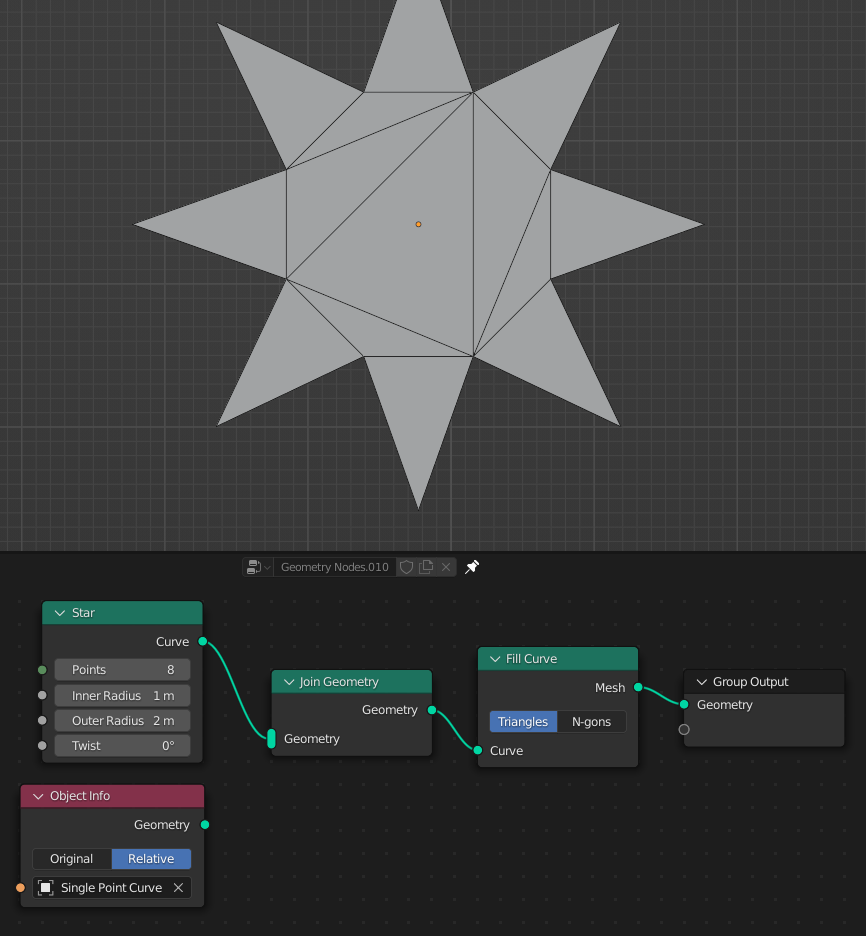 Geometry Nodes.010
Star
Curve
Points 8
Inner Radius 1 m
Outer Radius 2 m
Twist 0°
Join Geometry
Geometry
Geometry
Fill Curve
Mesh
Triangles N-gons
Curve
Group Output
Geometry
Object Info
Geometry
Original Relative
Single Point Curve